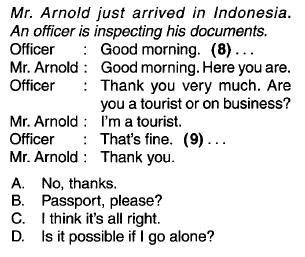 Mr. Arnold just arrived in Indonesia.
An officer is inspecting his documents.
Officer : Good morning. (8) ...
Mr. Arnold : Good morning. Here you are.
Officer : Thank you very much. Are
you a tourist or on business?
Mr. Arnold : I'm a tourist.
Officer : That's fine. (9) ...
Mr. Arnold : Thank you.
A. No, thanks.
B. Passport, please?
C. I think it's all right.
D. Is it possible if I go alone?